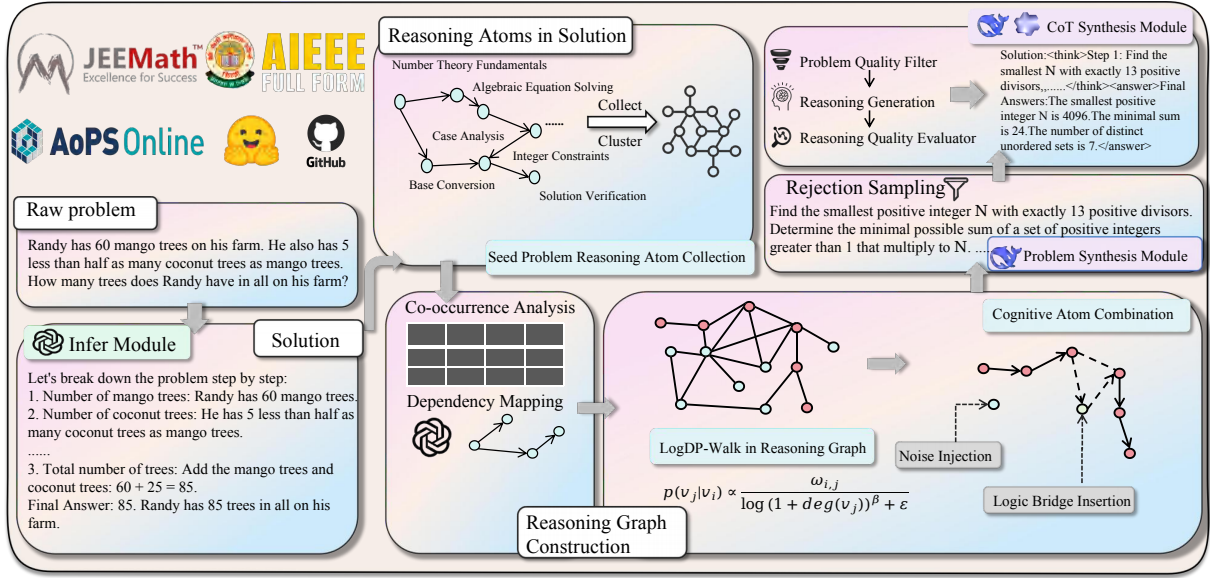 JEEMath™
Excellence for Success
AIEEE
FULL FORM
AoPS Online
GitHub
Raw problem
Randy has 60 mango trees on his farm. He also has 5
less than half as many coconut trees as mango trees.
How many trees does Randy have in all on his farm?
Infer Module
Solution
Let's break down the problem step by step:
1. Number of mango trees: Randy has 60 mango trees.
2. Number of coconut trees: He has 5 less than half as
many coconut trees as mango trees.
......
3. Total number of trees: Add the mango trees and
coconut trees: 60 + 25 = 85.
Final Answer: 85. Randy has 85 trees in all on his
farm.
Reasoning Atoms in Solution
Number Theory Fundamentals
Algebraic Equation Solving
......
Case Analysis
Integer Constraints
Base Conversion
Solution Verification
Collect
Cluster
Seed Problem Reasoning Atom Collection
Co-occurrence Analysis
Dependency Mapping
Reasoning Graph
Construction
LogDP-Walk in Reasoning Graph
p(v_j|v_i) ∝ ω_{i,j} / (log (1 + deg(v_j))^β + ε)
Cognitive Atom Combination
Noise Injection
Logic Bridge Insertion
CoT Synthesis Module
Problem Quality Filter
Reasoning Generation
Reasoning Quality Evaluator
Solution:<think>Step 1: Find the
smallest N with exactly 13 positive
divisors,,......</think><answer>Final
Answers:The smallest positive
integer N is 4096.The minimal sum
is 24.The number of distinct
unordered sets is 7.</answer>
Rejection Sampling
Find the smallest positive integer N with exactly 13 positive divisors.
Determine the minimal possible sum of a set of positive integers
greater than 1 that multiply to N. ....
Problem Synthesis Module